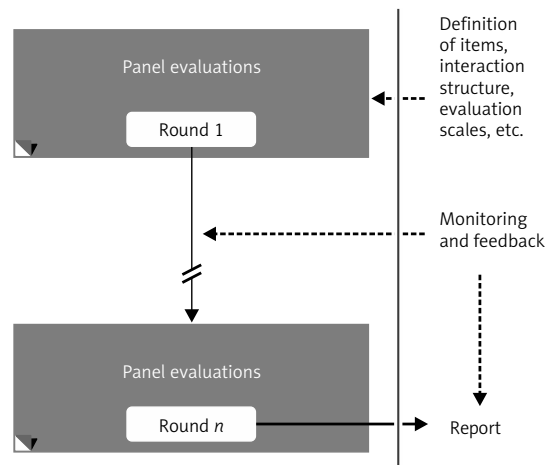 Panel evaluations
Round 1
Definition
of items,
interaction
structure,
evaluation
scales, etc.
Monitoring
and feedback
Panel evaluations
Round n
Report